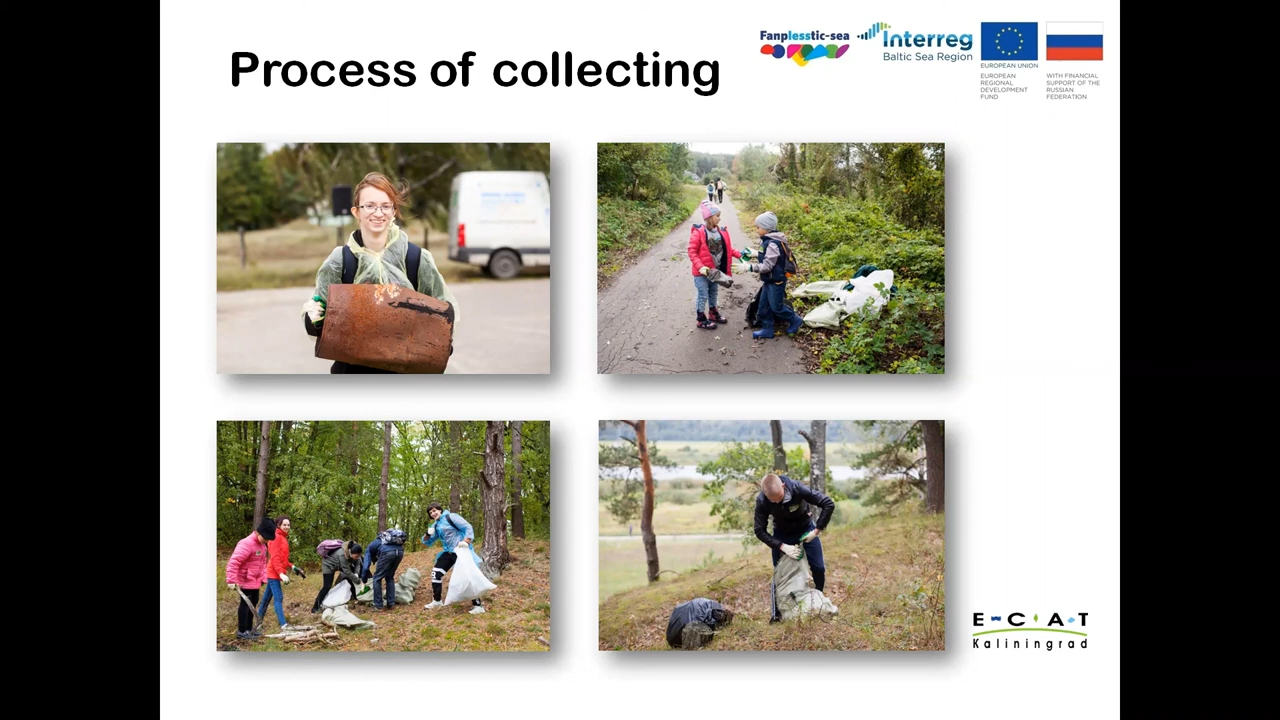 Process of collecting
Fanplesstic-sea
Interreg
Baltic Sea Region
EUROPEAN UNION
EUROPEAN
REGIONAL
DEVELOPMENT
FUND
WITH FINANCIAL
SUPPORT OF THE
RUSSIAN
FEDERATION
E-C A T
Kaliningrad